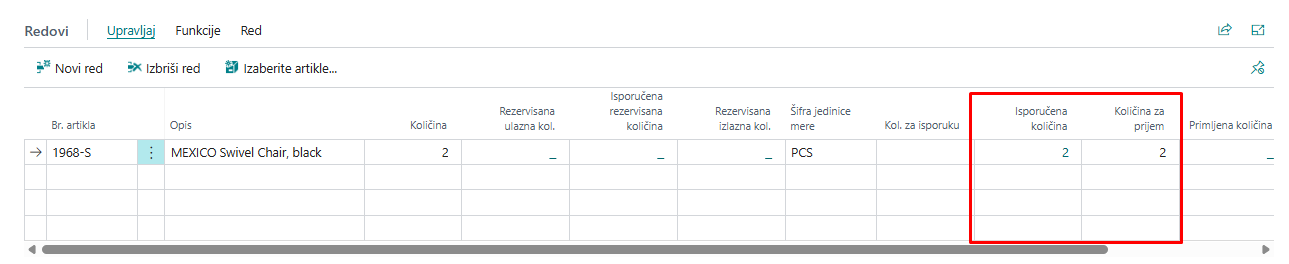 Redovi Upravljaj Funkcije Red
Novi red Izbriši red Izaberite artikle...
Br. artikla Opis Količina Rezervisana ulazna kol. Isporučena rezervisana količina Rezervisana izlazna kol. Šifra jedinice mere Kol. za isporuku Isporučena količina Količina za prijem Primljena količina
1968-S MEXICO Swivel Chair, black 2 _ _ _ PCS 2 2 _